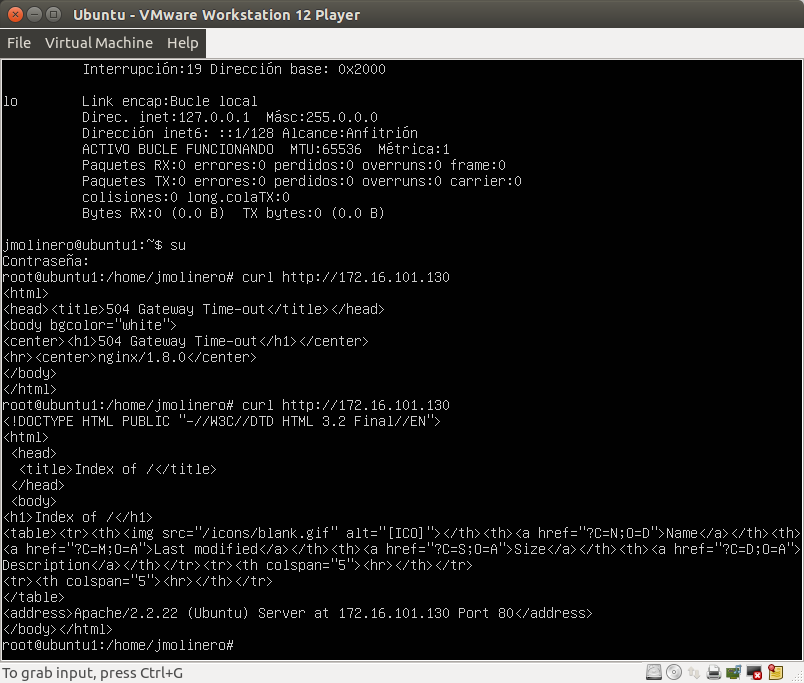 Ubuntu - VMware Workstation 12 Player
File Virtual Machine Help
Interrupción:19 Dirección base: 0x2000
lo Link encap:Bucle local
Direc. inet:127.0.0.1 Másc:255.0.0.0
Dirección inet6: ::1/128 Alcance:Anfitrión
ACTIVO BUCLE FUNCIONANDO MTU:65536 Métrica:1
Paquetes RX:0 errores:0 perdidos:0 overruns:0 frame:0
Paquetes TX:0 errores:0 perdidos:0 overruns:0 carrier:0
colisiones:0 long.colaTX:0
Bytes RX:0 (0.0 B) TX bytes:0 (0.0 B)
jmolinero@ubuntu1:~$ su
Contraseña:
root@ubuntu1:/home/jmolinero# curl http://172.16.101.130
<html>
<head><title>504 Gateway Time-out</title></head>
<body bgcolor="white">
<center><h1>504 Gateway Time-out</h1></center>
<hr><center>nginx/1.8.0</center>
</body>
</html>
root@ubuntu1:/home/jmolinero# curl http://172.16.101.130
<!DOCTYPE HTML PUBLIC "-//W3C//DTD HTML 3.2 Final//EN">
<html>
<head>
<title>Index of /</title>
</head>
<body>
<h1>Index of /</h1>
<table><tr><th><img src="/icons/blank.gif" alt="[ICO]"></th><th><a href="?C=N;O=D">Name</a></th><th>
<a href="?C=M;O=A">Last modified</a></th><th><a href="?C=S;O=A">Size</a></th><th><a href="?C=D;O=A">
Description</a></th></tr><tr><th colspan="5"><hr></th></tr>
<tr><th colspan="5"><hr></th></tr>
</table>
<address>Apache/2.2.22 (Ubuntu) Server at 172.16.101.130 Port 80</address>
</body></html>
root@ubuntu1:/home/jmolinero#
To grab input, press Ctrl+G